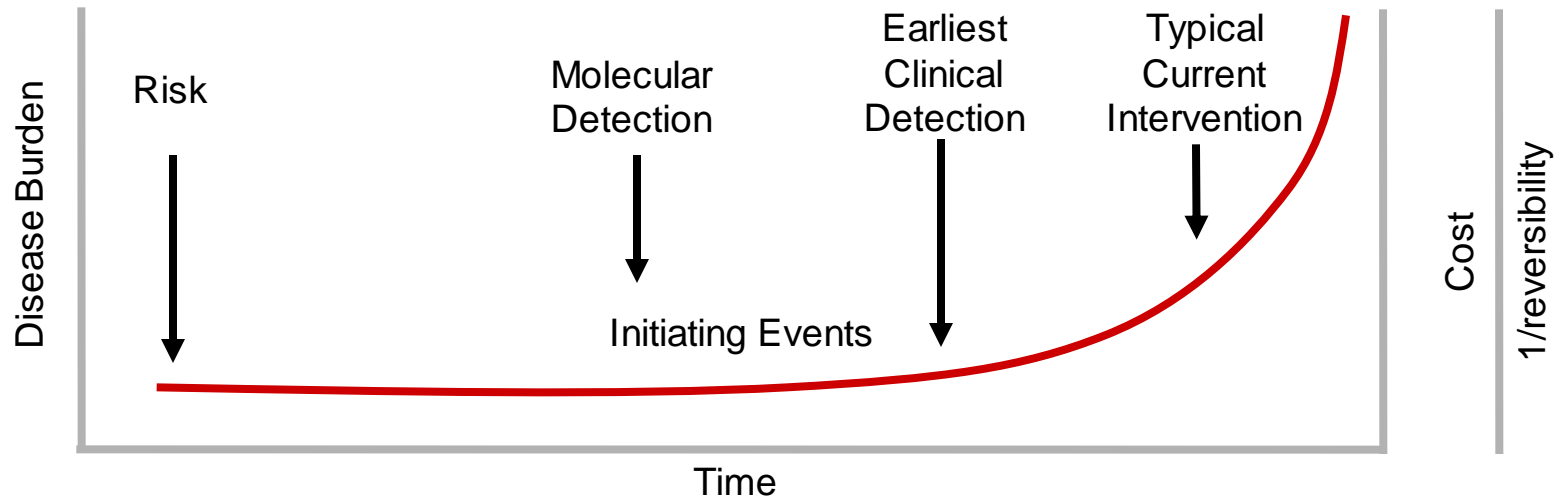 Disease Burden
Risk
Molecular
Detection
Initiating Events
Earliest
Clinical
Detection
Typical
Current
Intervention
Cost
1/reversibility
Time